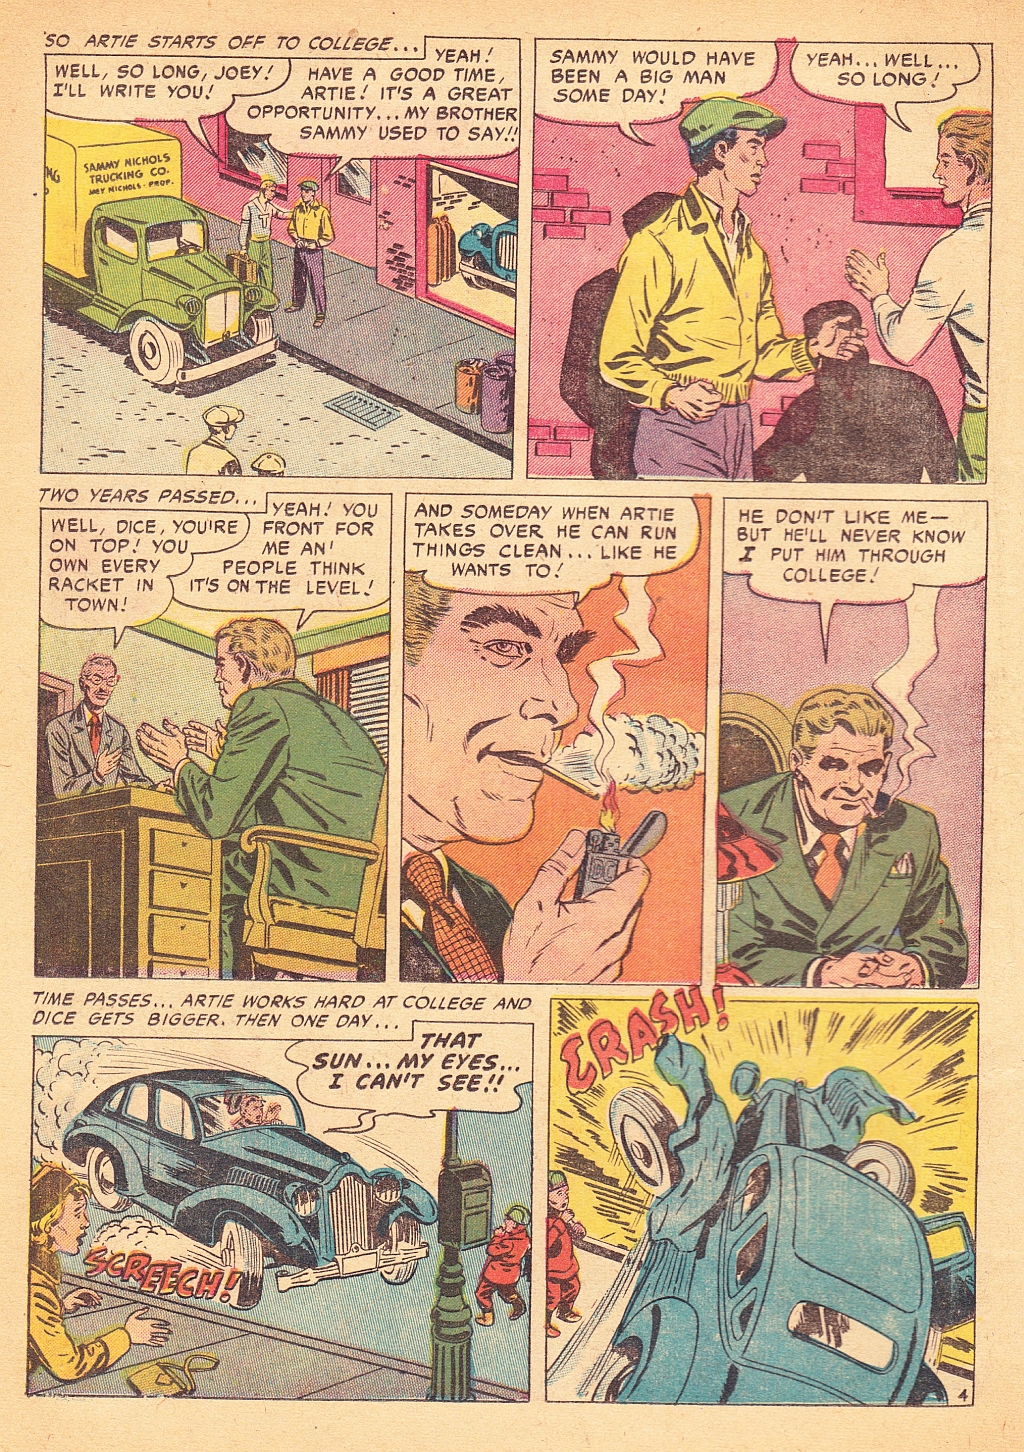 SO ARTIE STARTS OFF TO COLLEGE...
WELL, SO LONG, JOEY!
I'LL WRITE YOU!
YEAH!
HAVE A GOOD TIME,
ARTIE! IT'S A GREAT
OPPORTUNITY... MY BROTHER
SAMMY USED TO SAY!!
NG
SAMMY NICHOLS
TRUCKING CO.
JOEY NICHOLS - PROP.
SAMMY WOULD HAVE
BEEN A BIG MAN
SOME DAY!
YEAH... WELL...
SO LONG!
TWO YEARS PASSED...
WELL, DICE, YOU'RE
ON TOP! YOU
OWN EVERY
RACKET IN
TOWN!
YEAH! YOU
FRONT FOR
ME AN'
PEOPLE THINK
IT'S ON THE LEVEL!
AND SOMEDAY WHEN ARTIE
TAKES OVER HE CAN RUN
THINGS CLEAN... LIKE HE
WANTS TO!
DC
HE DON'T LIKE ME—
BUT HE'LL NEVER KNOW
I PUT HIM THROUGH
COLLEGE!
TIME PASSES... ARTIE WORKS HARD AT COLLEGE AND
DICE GETS BIGGER. THEN ONE DAY...
THAT
SUN... MY EYES...
I CAN'T SEE!!
SCREECH!
CRASH!
4